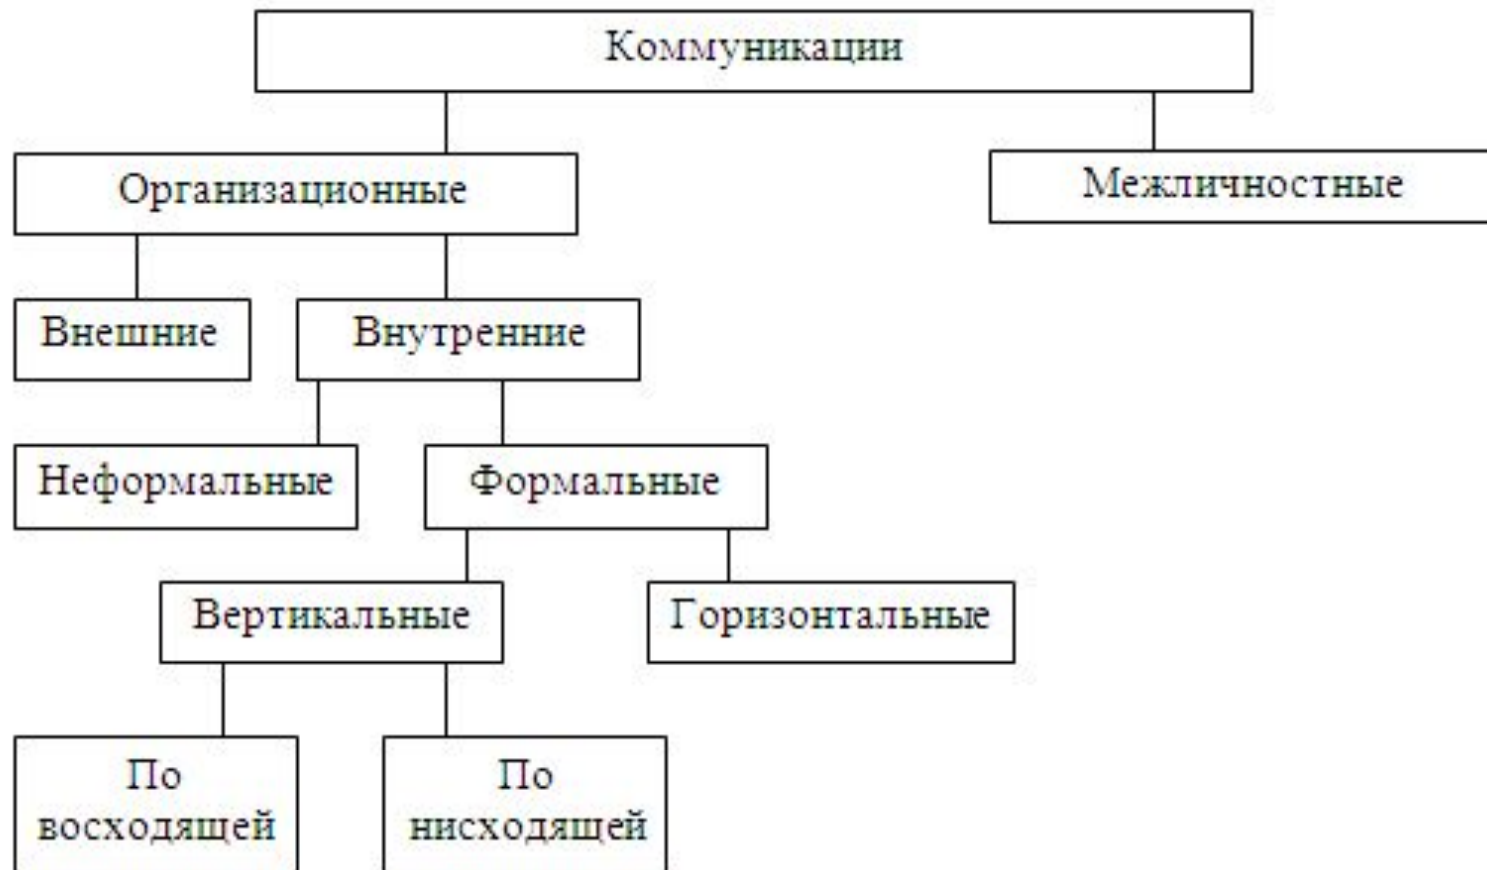 Коммуникации
Организационные
Межличностные
Внешние
Внутренние
Неформальные
Формальные
Вертикальные
Горизонтальные
По
восходящей
По
нисходящей